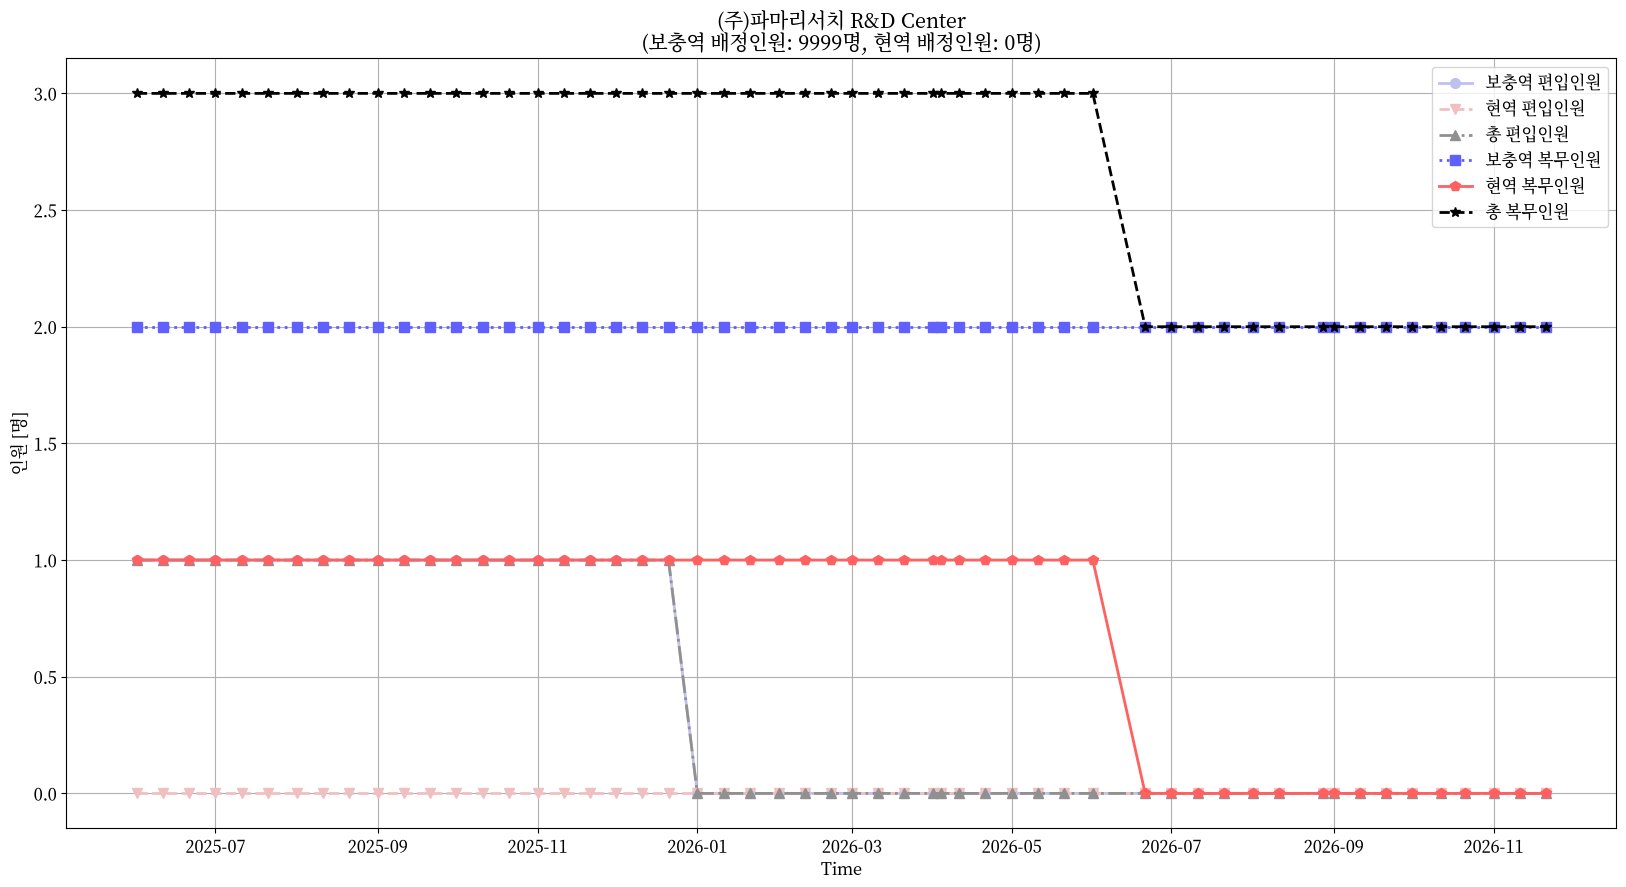 (주)파마리서치 R&D Center
(보충역 배정인원: 9999명, 현역 배정인원: 0명)
보충역 편입인원
현역 편입인원
총 편입인원
보충역 복무인원
현역 복무인원
총 복무인원
인원 [명]
3.0
2.5
2.0
1.5
1.0
0.5
0.0
2025-07 2025-09 2025-11 2026-01 2026-03 2026-05 2026-07 2026-09 2026-11
Time